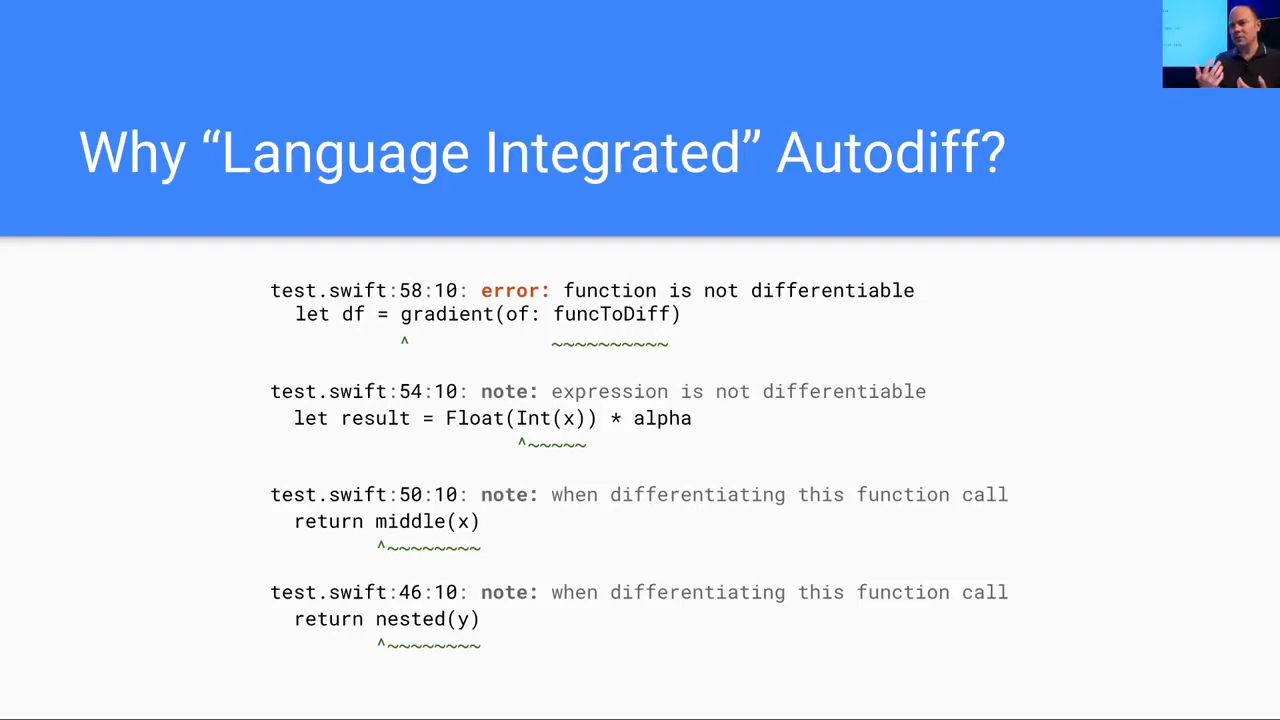 Why “Language Integrated” Autodiff?
test.swift:58:10: error: function is not differentiable
let df = gradient(of: funcToDiff)
^ ~~~~~~~~~~
test.swift:54:10: note: expression is not differentiable
let result = Float(Int(x)) * alpha
^~~~~~
test.swift:50:10: note: when differentiating this function call
return middle(x)
^~~~~~~~~
test.swift:46:10: note: when differentiating this function call
return nested(y)
^~~~~~~~~